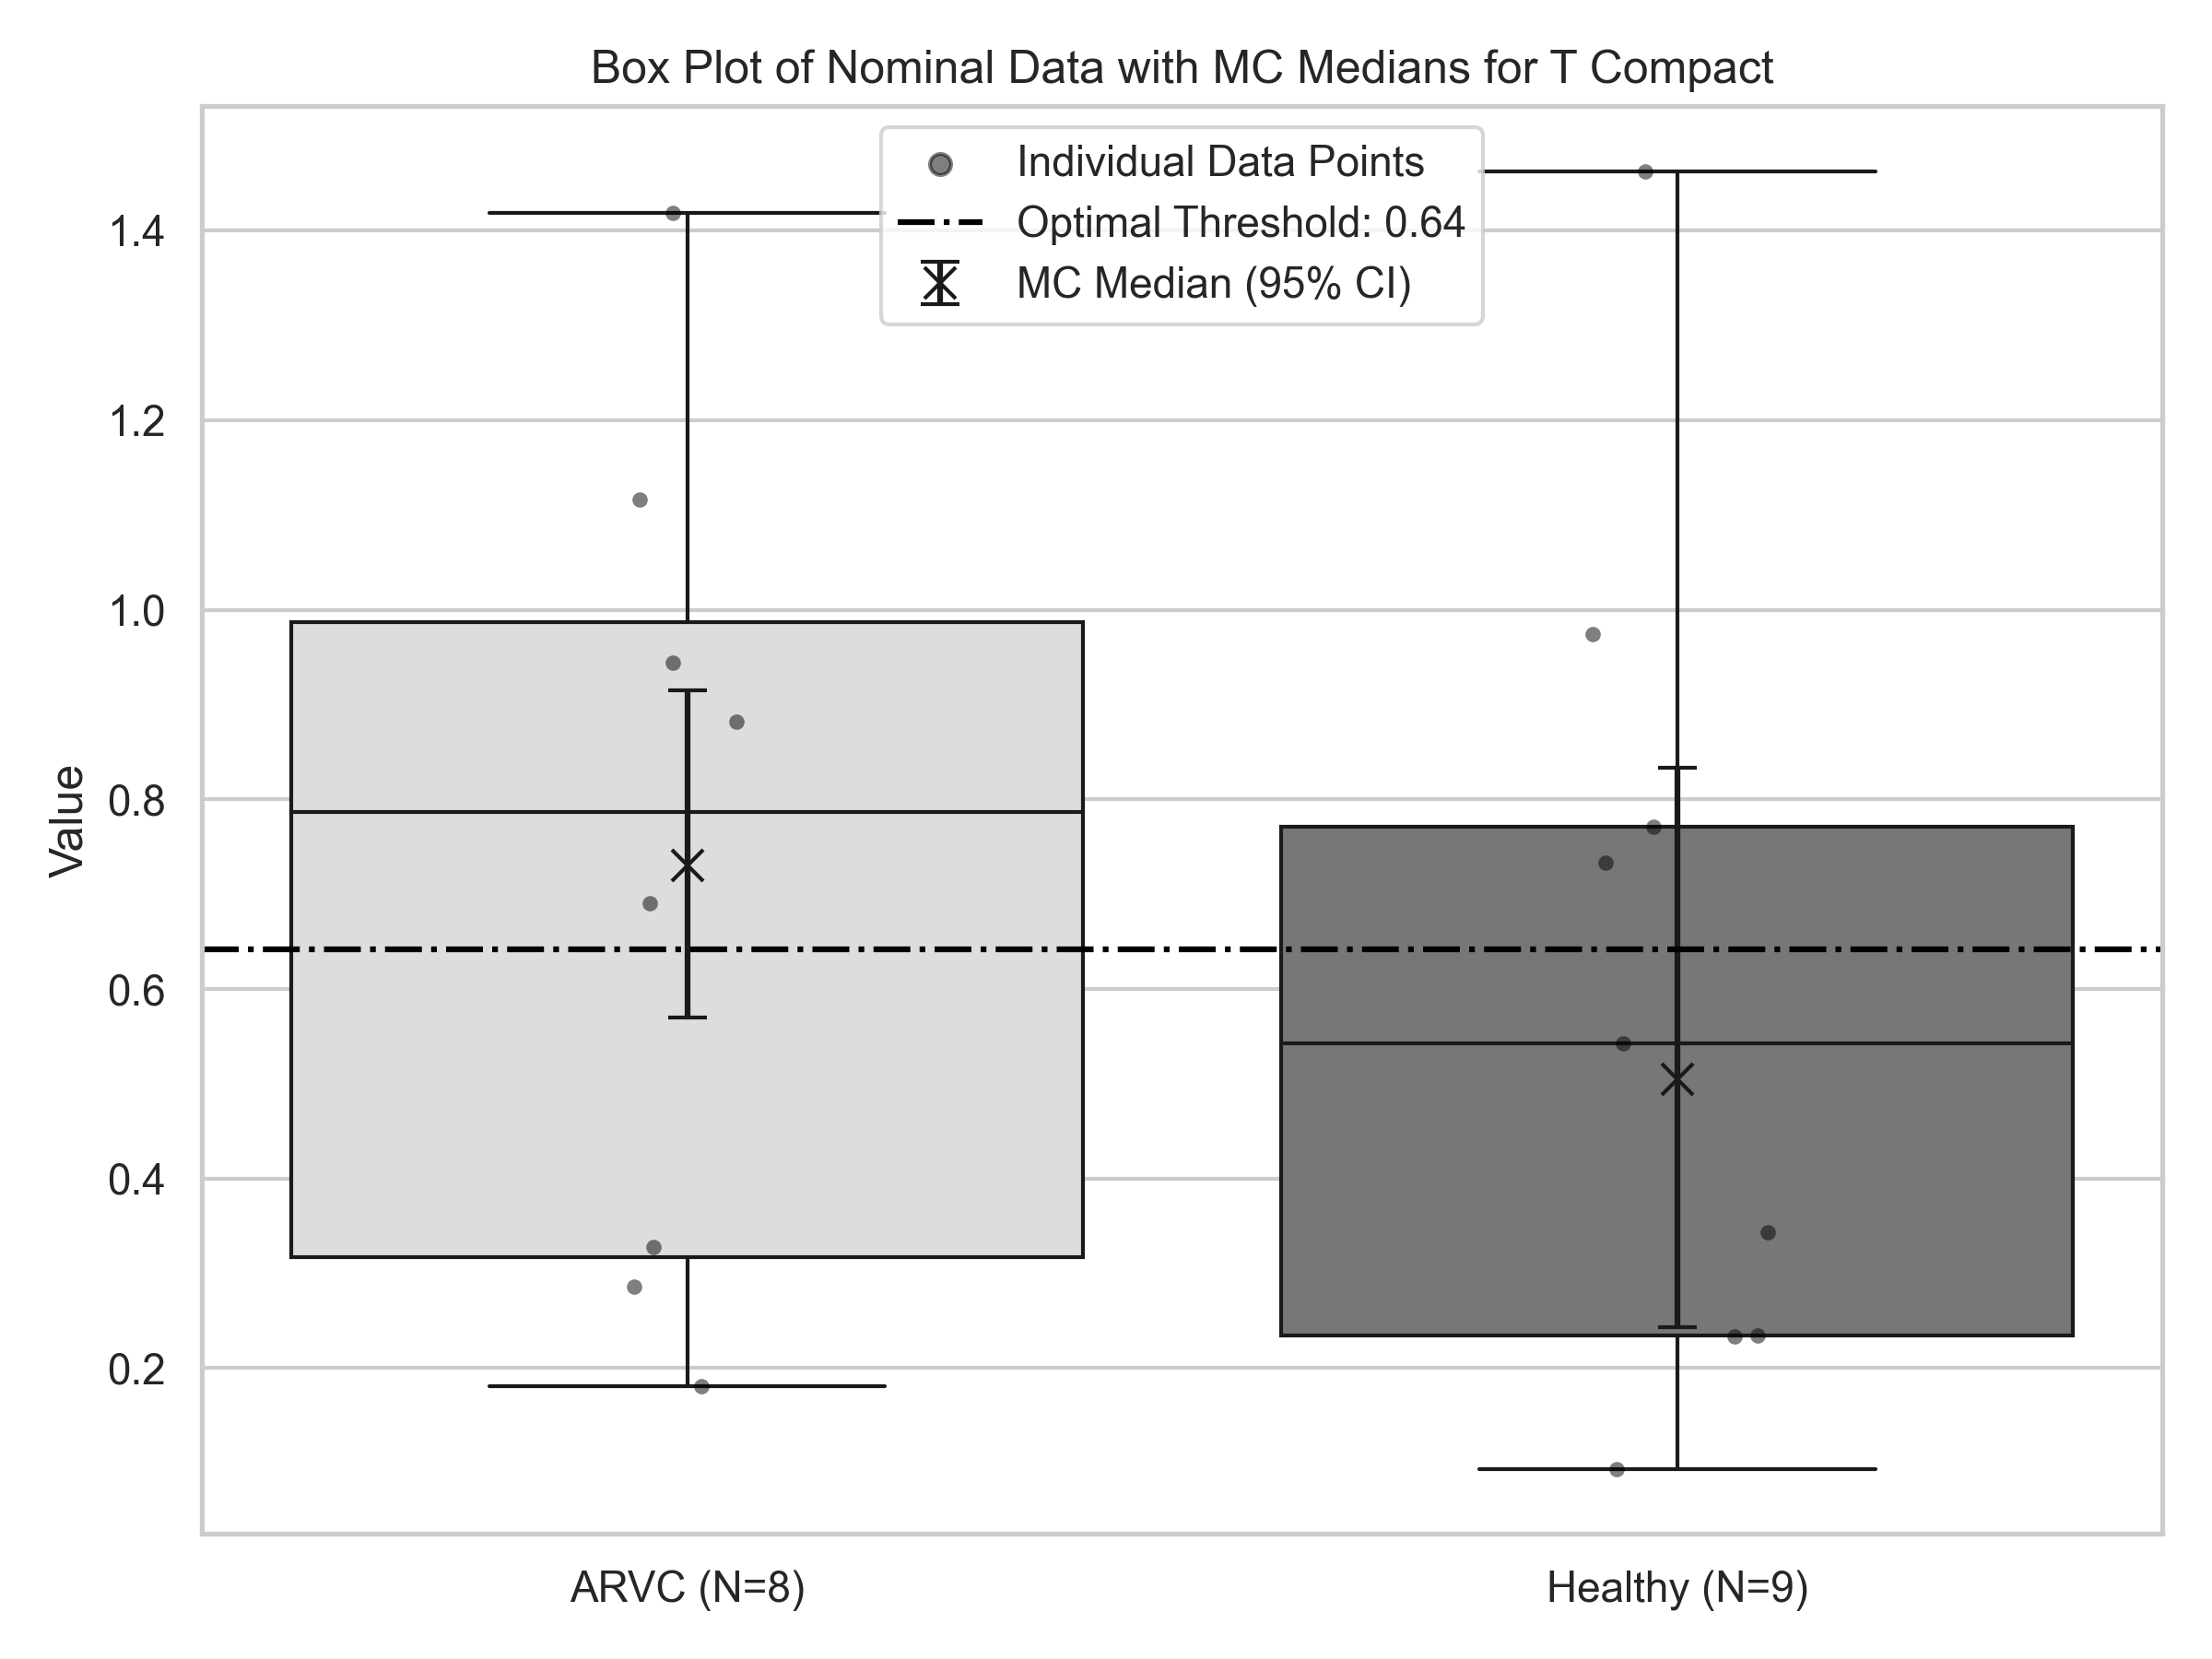 Box Plot of Nominal Data with MC Medians for T Compact
Individual Data Points
Optimal Threshold: 0.64
MC Median (95% CI)
Value
1.4
1.2
1.0
0.8
0.6
0.4
0.2
ARVC (N=8)
Healthy (N=9)